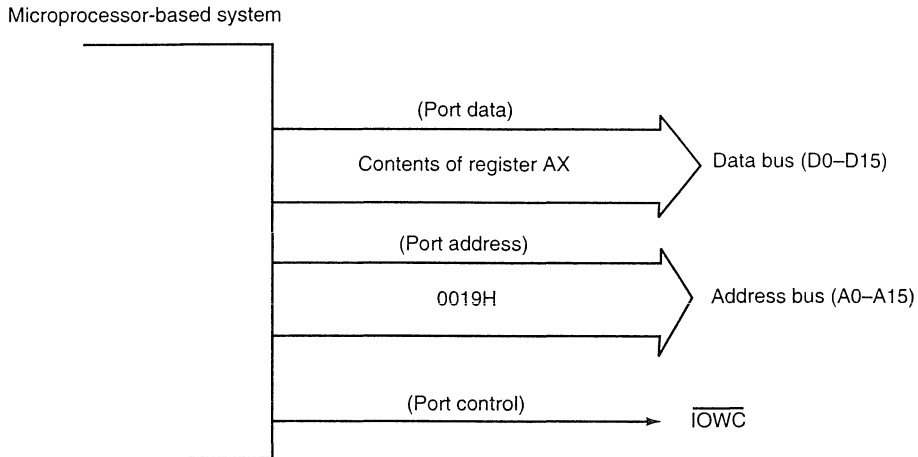 Microprocessor-based system
(Port data)
Contents of register AX
Data bus (D0–D15)
(Port address)
0019H
Address bus (A0–A15)
(Port control)
IOWC